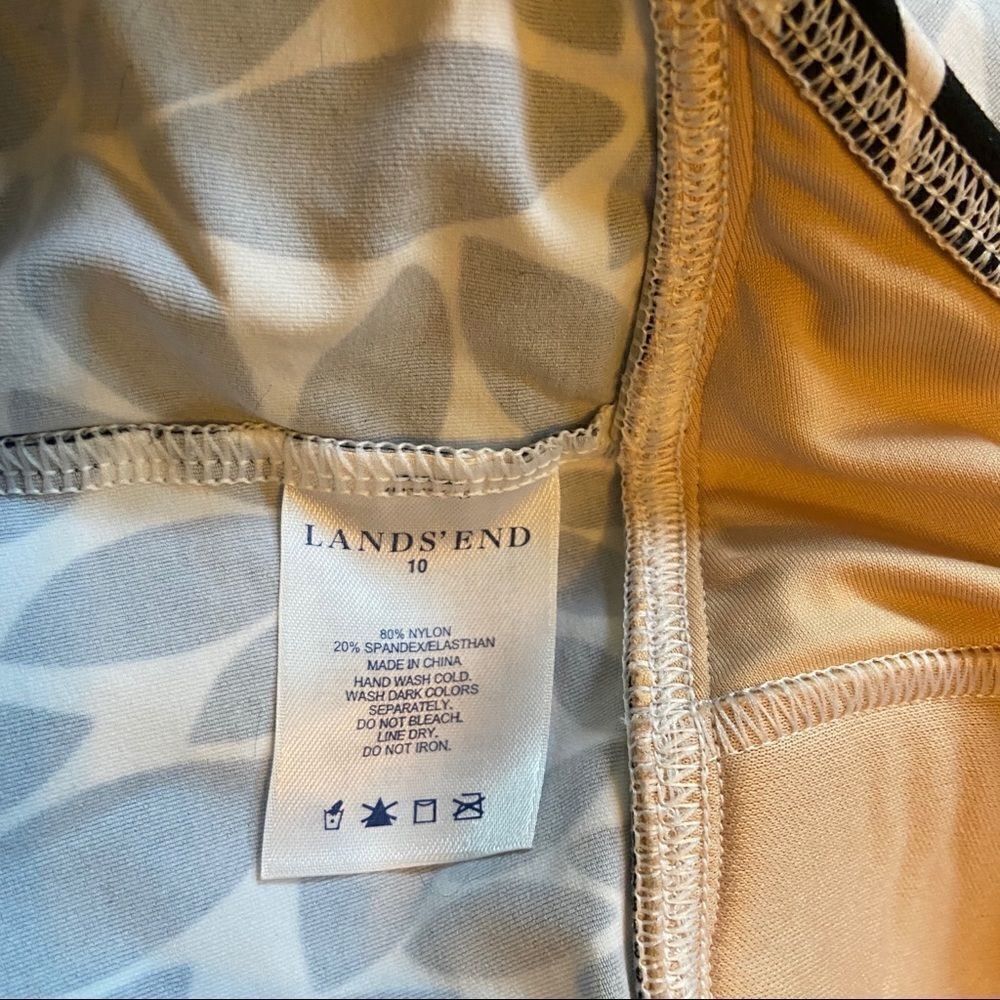 LANDS' END
10
80% NYLON
20% SPANDEX/ELASTHAN
MADE IN CHINA
HAND WASH COLD.
WASH DARK COLORS
SEPARATELY.
DO NOT BLEACH.
LINE DRY.
DO NOT IRON.